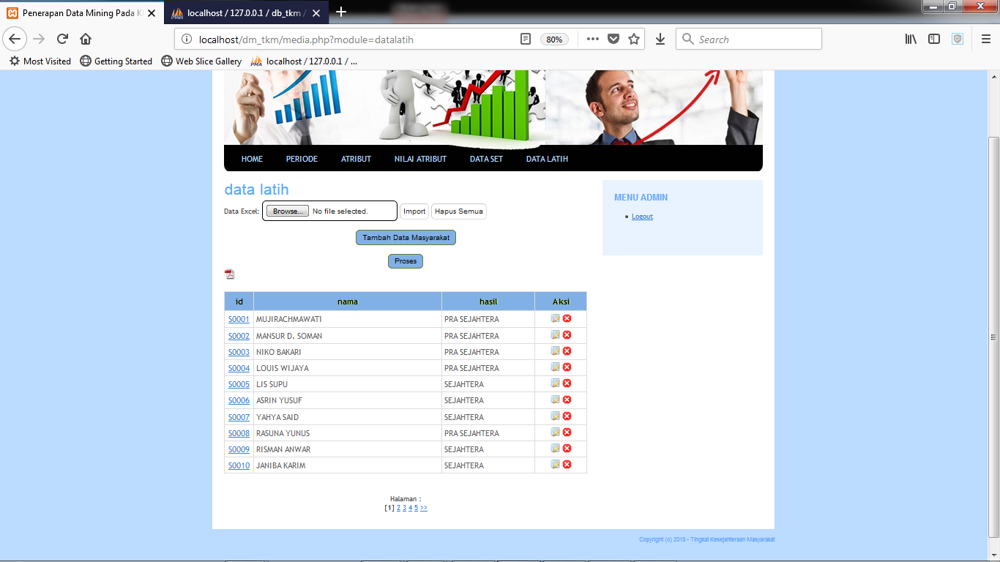 Penerapan Data Mining Pada K
localhost / 127.0.0.1 / db_tkm /
localhost/dm_tkm/media.php?module=datalatih
80%
Search
Most Visited
Getting Started
Web Slice Gallery
localhost / 127.0.0.1 / ...
HOME PERIODE ATRIBUT NILAI ATRIBUT DATA SET DATA LATIH
data latih
Data Excel: Browse... No file selected. Import Hapus Semua
Tambah Data Masyarakat
Proses
id nama hasil Aksi
S0001 MUJIRACHMAWATI PRA SEJAHTERA
S0002 MANSUR D. SOMAN PRA SEJAHTERA
S0003 NIKO BAKARI PRA SEJAHTERA
S0004 LOUIS WIJAYA PRA SEJAHTERA
S0005 LIS SUPU SEJAHTERA
S0006 ASRIN YUSUF SEJAHTERA
S0007 YAHYA SAID SEJAHTERA
S0008 RASUNA YUNUS PRA SEJAHTERA
S0009 RISMAN ANWAR SEJAHTERA
S0010 JANIBA KARIM SEJAHTERA
Halaman :
[1] 2 3 4 5 >>
MENU ADMIN
Logout
Copyright (c) 2018 - Tingkat Kesejahteraan Masyarakat